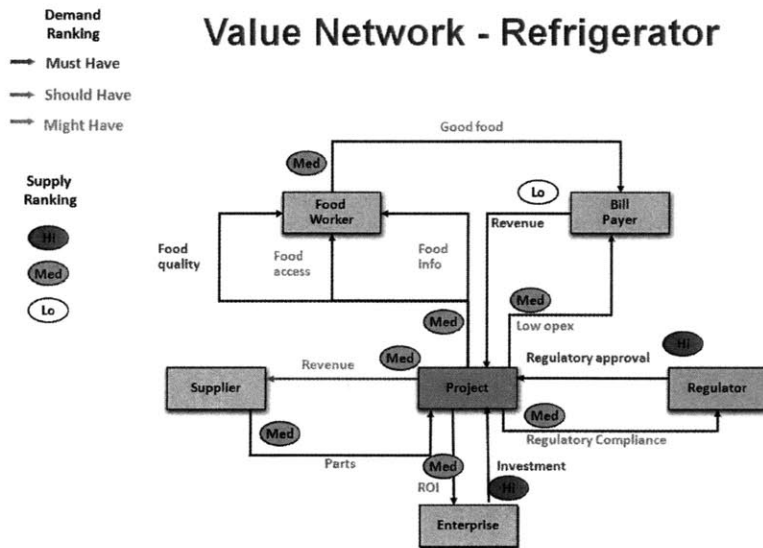 Demand
Ranking
Must Have
Should Have
Might Have
Value Network - Refrigerator
Supply
Ranking
Hi
Med
Lo
Good food
Med
Food
Worker
Lo
Bill
Payer
Revenue
Food
quality
Food
access
Food
Info
Med
Med
Low opex
Med
Revenue
Regulatory approval
Hi
Supplier
Project
Regulator
Med
Parts
Med
Regulatory Compliance
Med
ROI
Investment
Hi
Enterprise